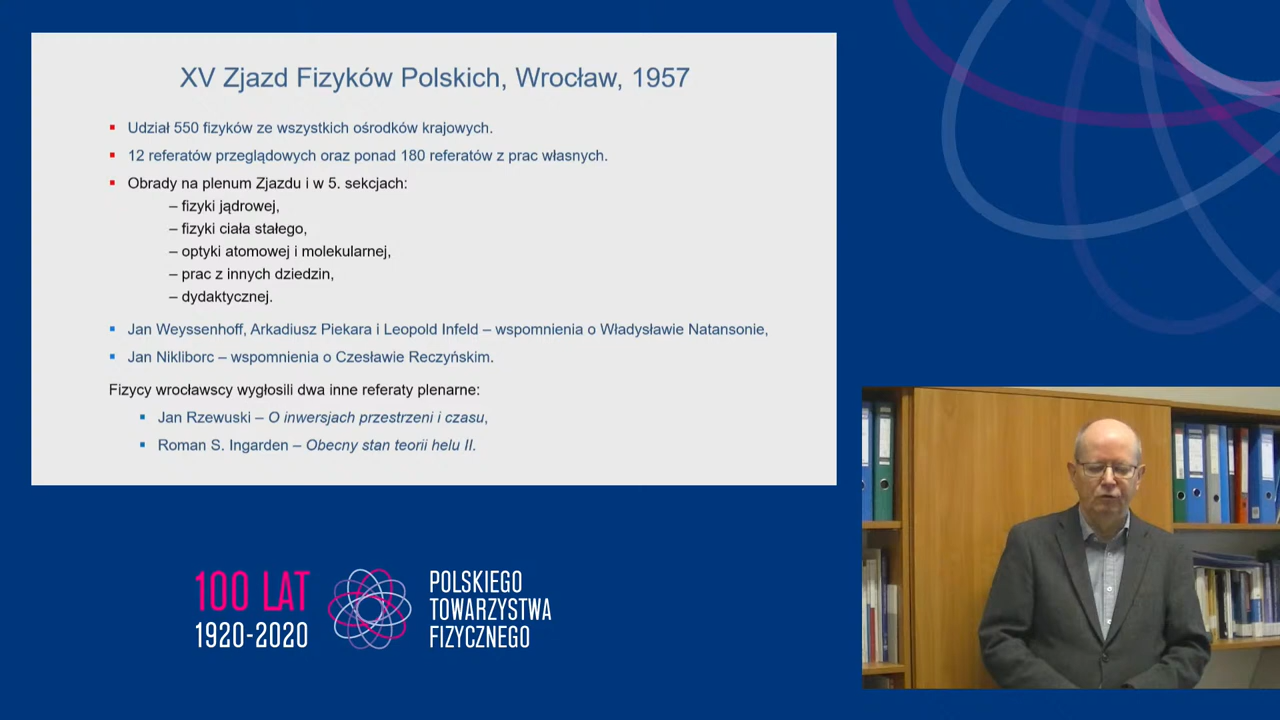 XV Zjazd Fizyków Polskich, Wrocław, 1957
Udział 550 fizyków ze wszystkich ośrodków krajowych.
12 referatów przeglądowych oraz ponad 180 referatów z prac własnych.
Obrady na plenum Zjazdu i w 5. sekcjach:
– fizyki jądrowej,
– fizyki ciała stałego,
– optyki atomowej i molekularnej,
– prac z innych dziedzin,
– dydaktycznej.
Jan Weyssenhoff, Arkadiusz Piekara i Leopold Infeld – wspomnienia o Władysławie Natansonie,
Jan Nikliborc – wspomnienia o Czesławie Reczyńskim.
Fizycy wrocławscy wygłosili dwa inne referaty plenarne:
Jan Rzewuski – O inwersjach przestrzeni i czasu,
Roman S. Ingarden – Obecny stan teorii helu II.
100 LAT
1920-2020
POLSKIEGO
TOWARZYSTWA
FIZYCZNEGO